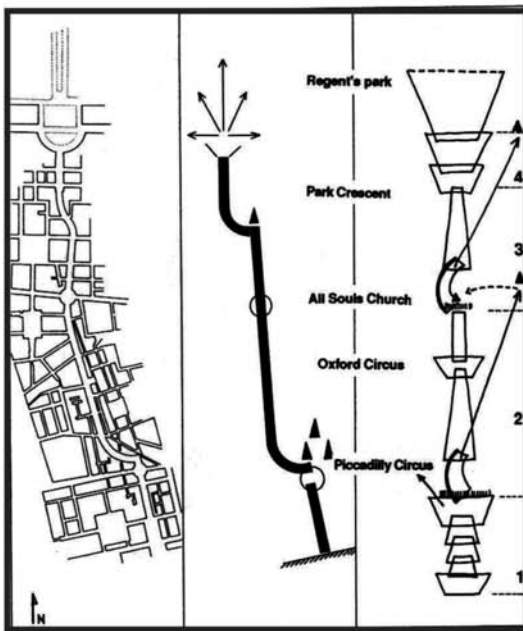 Regent's park
4
Park Crescent
3
All Souls Church
Oxford Circus
2
Piccadilly Circus
1
N